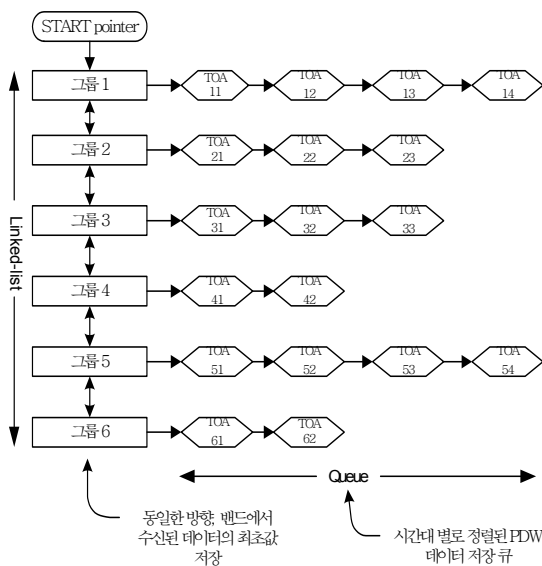 START pointer
그룹 1
TOA
11
TOA
12
TOA
13
TOA
14
그룹 2
TOA
21
TOA
22
TOA
23
그룹 3
TOA
31
TOA
32
TOA
33
그룹 4
TOA
41
TOA
42
그룹 5
TOA
51
TOA
52
TOA
53
TOA
54
그룹 6
TOA
61
TOA
62
Linked-list
Queue
동일한 방향, 밴드에서
수신된 데이터의 최초값
저장
시간대 별로 정렬된 PDW
데이터 저장 큐